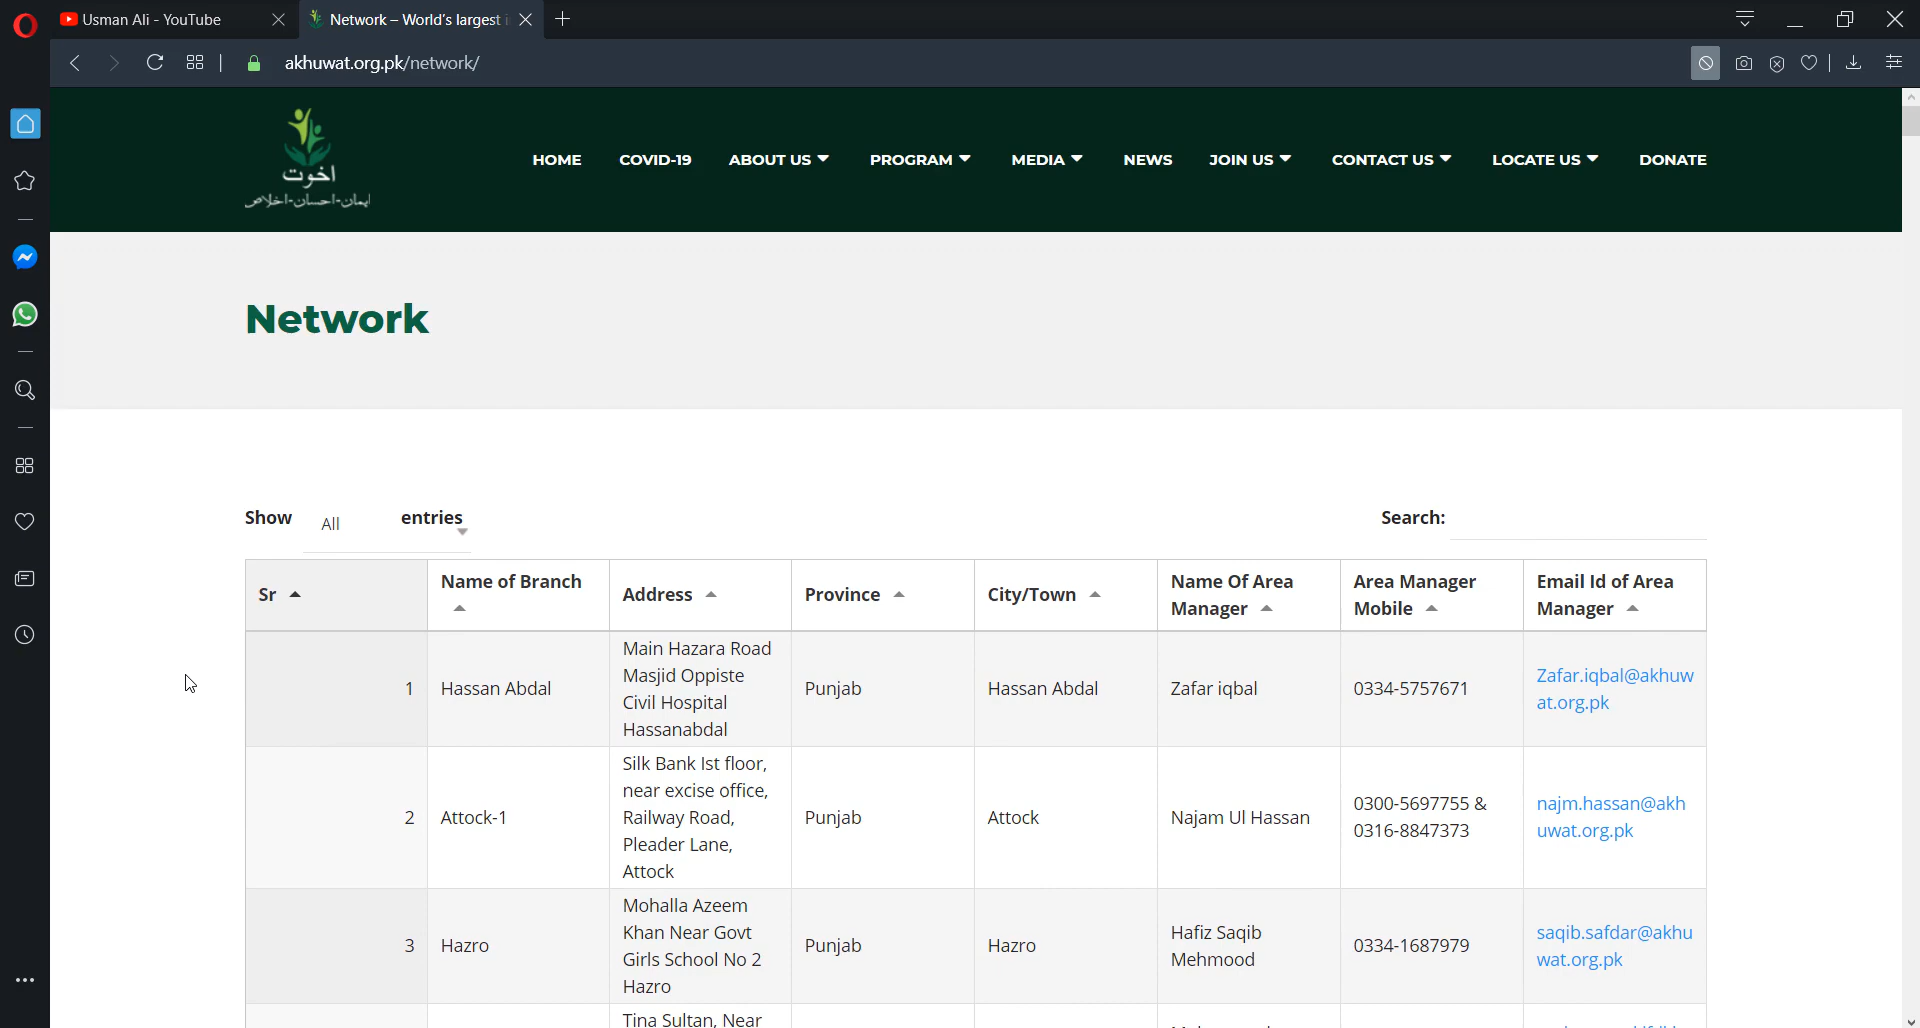 Usman Ali - YouTube
Network – World's largest i
akhuwat.org.pk/network/
اخوت
ایمان-احسان-اخلاص
HOME
COVID-19
ABOUT US
PROGRAM
MEDIA
NEWS
JOIN US
CONTACT US
LOCATE US
DONATE
Network
Show
All
entries
Search:
Sr
Name of Branch
Address
Province
City/Town
Name Of Area
Manager
Area Manager
Mobile
Email Id of Area
Manager
1
Hassan Abdal
Main Hazara Road
Masjid Oppiste
Civil Hospital
Hassanabdal
Punjab
Hassan Abdal
Zafar iqbal
0334-5757671
Zafar.iqbal@akhuw
at.org.pk
2
Attock-1
Silk Bank Ist floor,
near excise office,
Railway Road,
Pleader Lane,
Attock
Punjab
Attock
Najam Ul Hassan
0300-5697755 &
0316-8847373
najm.hassan@akh
uwat.org.pk
3
Hazro
Mohalla Azeem
Khan Near Govt
Girls School No 2
Hazro
Punjab
Hazro
Hafiz Saqib
Mehmood
0334-1687979
saqib.safdar@akhu
wat.org.pk
Tina Sultan, Near